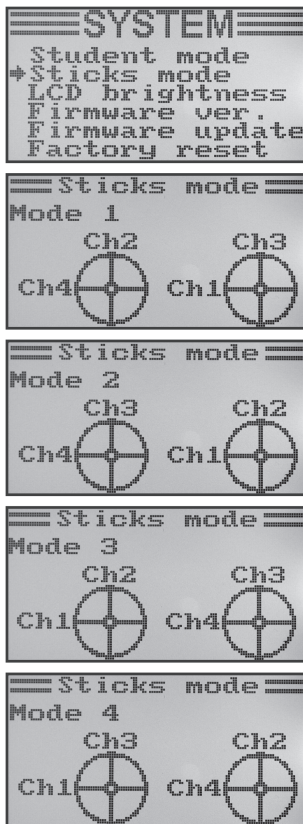 SYSTEM
Student mode
Sticks mode
LCD brightness
Firmware ver.
Firmware update
Factory reset
Sticks mode
Mode 1
Ch2 Ch3
Ch4 Ch1
Sticks mode
Mode 2
Ch3 Ch2
Ch4 Ch1
Sticks mode
Mode 3
Ch2 Ch3
Ch1 Ch4
Sticks mode
Mode 4
Ch3 Ch2
Ch1 Ch4